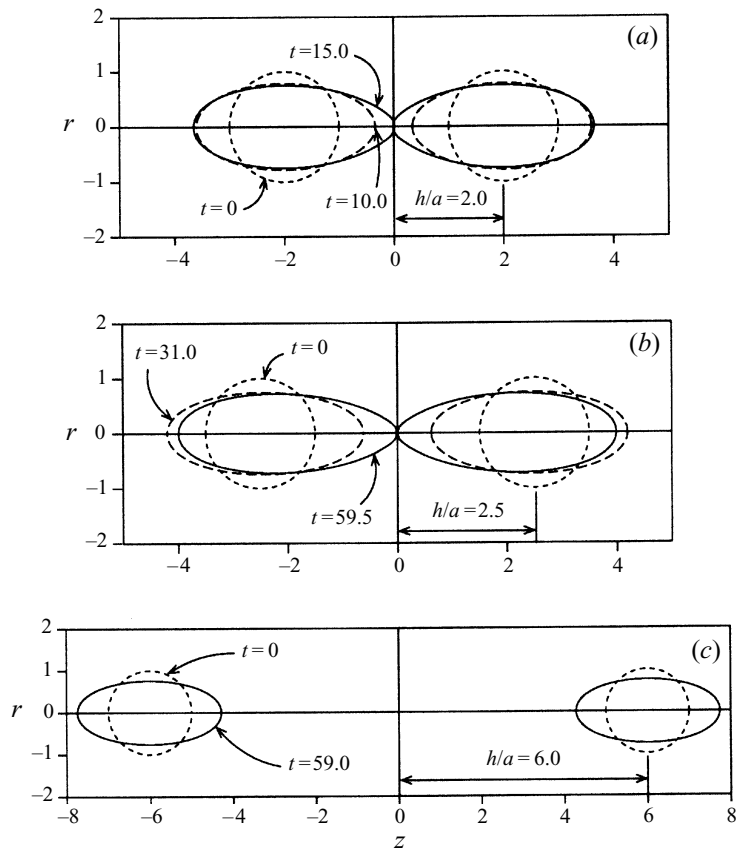 2
(a)
t = 15.0
1
r 0
−1
t = 0
t = 10.0
h/a = 2.0
−2
−4 −2 0 2 4
2
(b)
t = 0
t = 31.0
1
r 0
−1
t = 59.5
h/a = 2.5
−2
−4 −2 0 2 4
2
(c)
t = 0
1
r 0
−1
t = 59.0
h/a = 6.0
−2
−8 −6 −4 −2 0 2 4 6 8
z